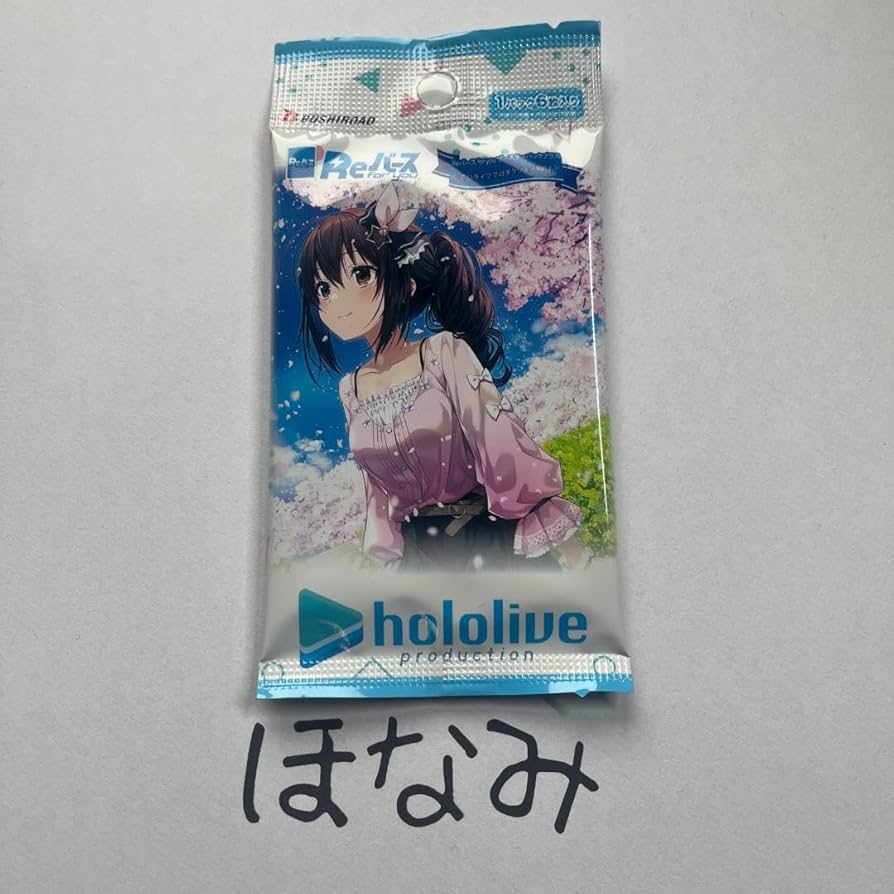 1パック6枚入り
BUSHIROAD
Reバース
for you
hololive
production
ほなみ